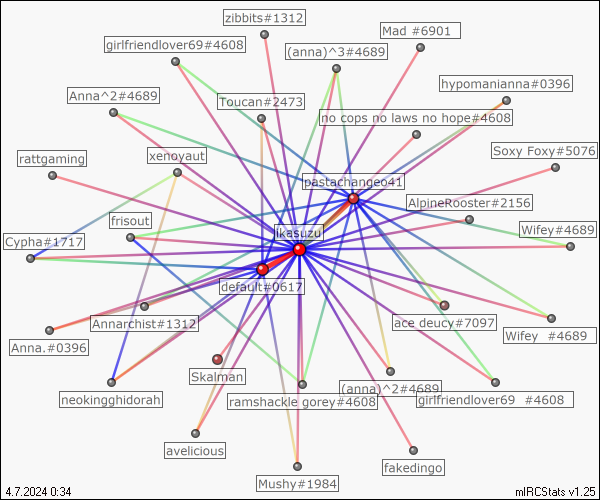 zibbits#1312
Mad #6901
girlfriendlover69#4608
(anna)^3#4689
hypomanianna#0396
Anna^2#4689
Toucan#2473
no cops no laws no hope#4608
Soxy Foxy#5076
rattgaming
xenoyaut
pastachange041
AlpineRooster#2156
frisout
Wifey#4689
Cypha#1717
ikasuzu
default#0617
Annarchist#1312
ace deucy#7097
Wifey  #4689
Anna.#0396
Skalman
(anna)^2#4689
neokingghidorah
ramshackle gorey#4608
girlfriendlover69  #4608
avelicious
fakedingo
Mushy#1984
4.7.2024 0:34
mIRCStats v1.25